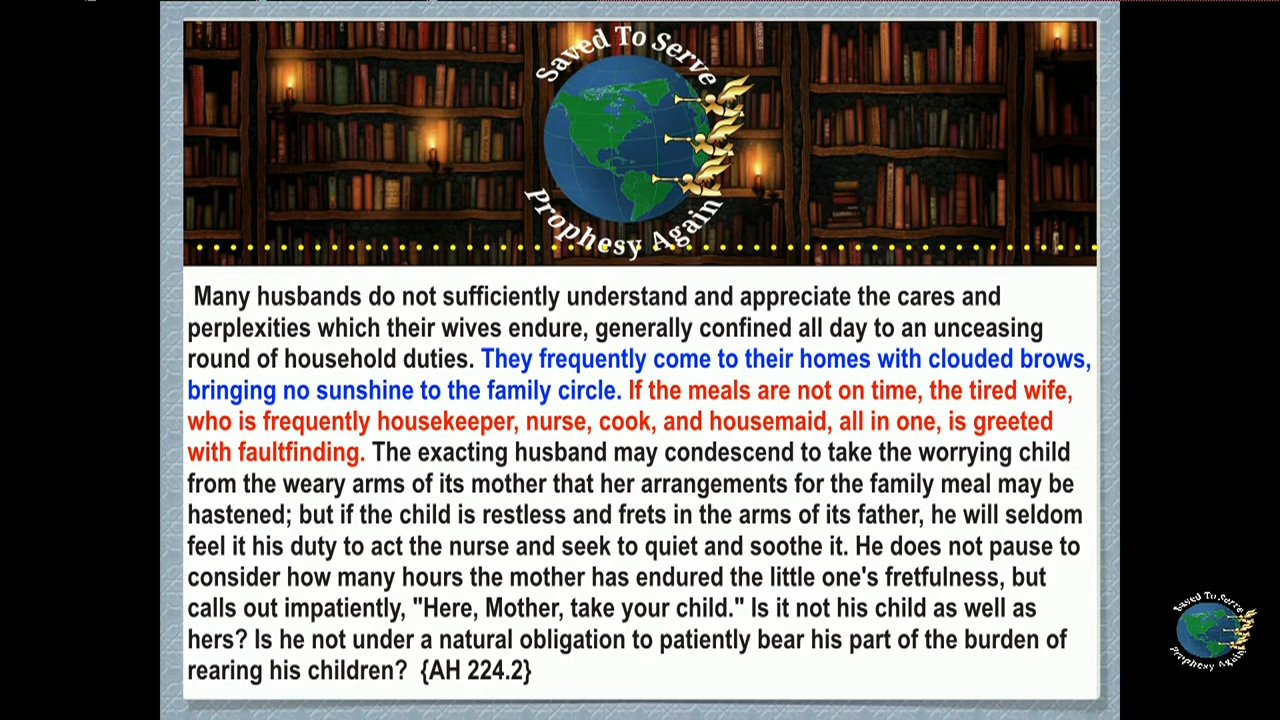 Saved To Serve
Prophesy Again
Many husbands do not sufficiently understand and appreciate the cares and
perplexities which their wives endure, generally confined all day to an unceasing
round of household duties. They frequently come to their homes with clouded brows,
bringing no sunshine to the family circle. If the meals are not on time, the tired wife,
who is frequently housekeeper, nurse, cook, and housemaid, all in one, is greeted
with faultfinding. The exacting husband may condescend to take the worrying child
from the weary arms of its mother that her arrangements for the family meal may be
hastened; but if the child is restless and frets in the arms of its father, he will seldom
feel it his duty to act the nurse and seek to quiet and soothe it. He does not pause to
consider how many hours the mother has endured the little one's fretfulness, but
calls out impatiently, "Here, Mother, take your child." Is it not his child as well as
hers? Is he not under a natural obligation to patiently bear his part of the burden of
rearing his children? {AH 224.2}
Saved To Serve
Prophesy Again